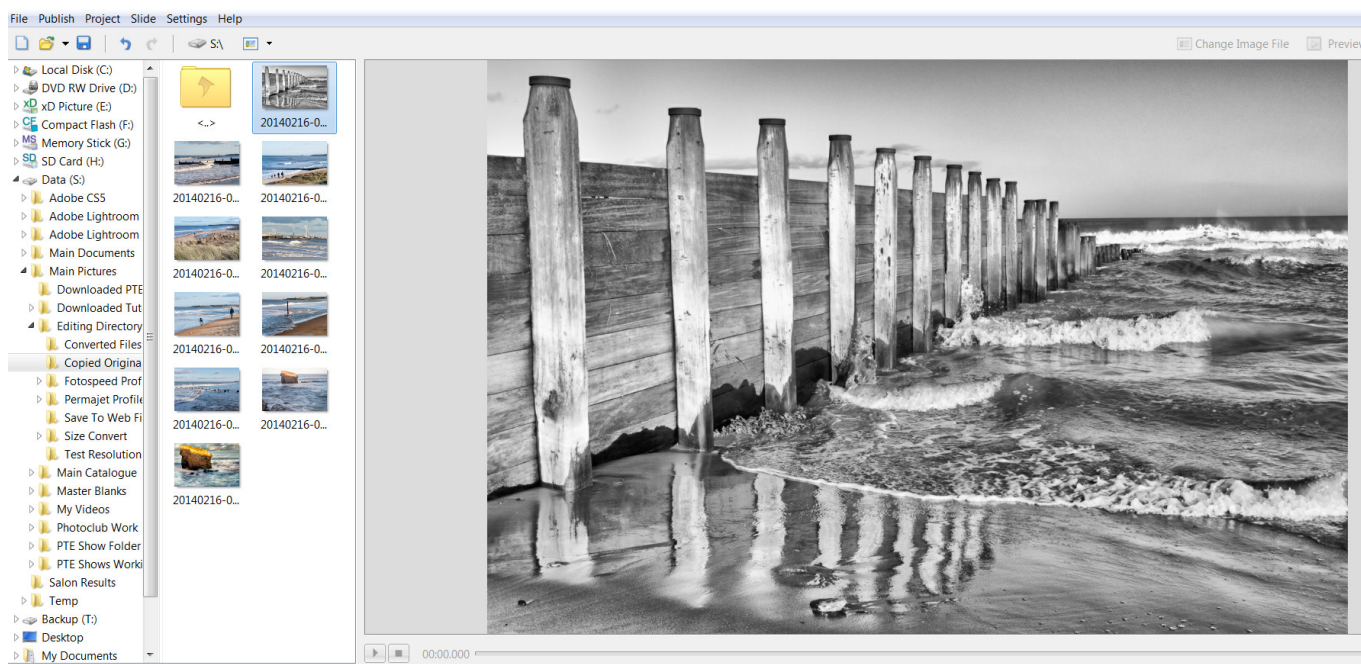 File Publish Project Slide Settings Help
S:\ Change Image File Preview
Local Disk (C:)
DVD RW Drive (D:)
xD Picture (E:)
Compact Flash (F:)
Memory Stick (G:)
SD Card (H:)
Data (S:)
Adobe CS5
Adobe Lightroom
Adobe Lightroom
Main Documents
Main Pictures
Downloaded PTE
Downloaded Tut
Editing Directory
Converted Files
Copied Origina
Fotospeed Prof
Permajet Profile
Save To Web Fi
Size Convert
Test Resolution
Main Catalogue
Master Blanks
My Videos
Photoclub Work
PTE Show Folder
PTE Shows Worki
Salon Results
Temp
Backup (T:)
Desktop
My Documents
<..> 20140216-0...
20140216-0... 20140216-0...
20140216-0... 20140216-0...
20140216-0... 20140216-0...
20140216-0... 20140216-0...
20140216-0...
00:00.000